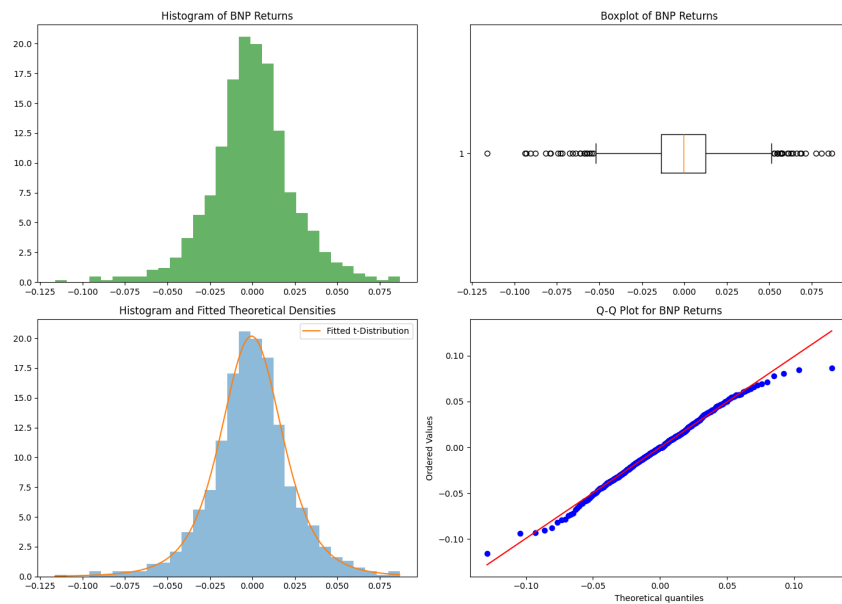 Histogram of BNP Returns
20.0
17.5
15.0
12.5
10.0
7.5
5.0
2.5
0.0
−0.125 −0.100 −0.075 −0.050 −0.025 0.000 0.025 0.050 0.075
Boxplot of BNP Returns
1
−0.125 −0.100 −0.075 −0.050 −0.025 0.000 0.025 0.050 0.075
Histogram and Fitted Theoretical Densities
Fitted t-Distribution
20.0
17.5
15.0
12.5
10.0
7.5
5.0
2.5
0.0
−0.125 −0.100 −0.075 −0.050 −0.025 0.000 0.025 0.050 0.075
Q-Q Plot for BNP Returns
Ordered Values
0.10
0.05
0.00
−0.05
−0.10
−0.10 −0.05 0.00 0.05 0.10
Theoretical quantiles